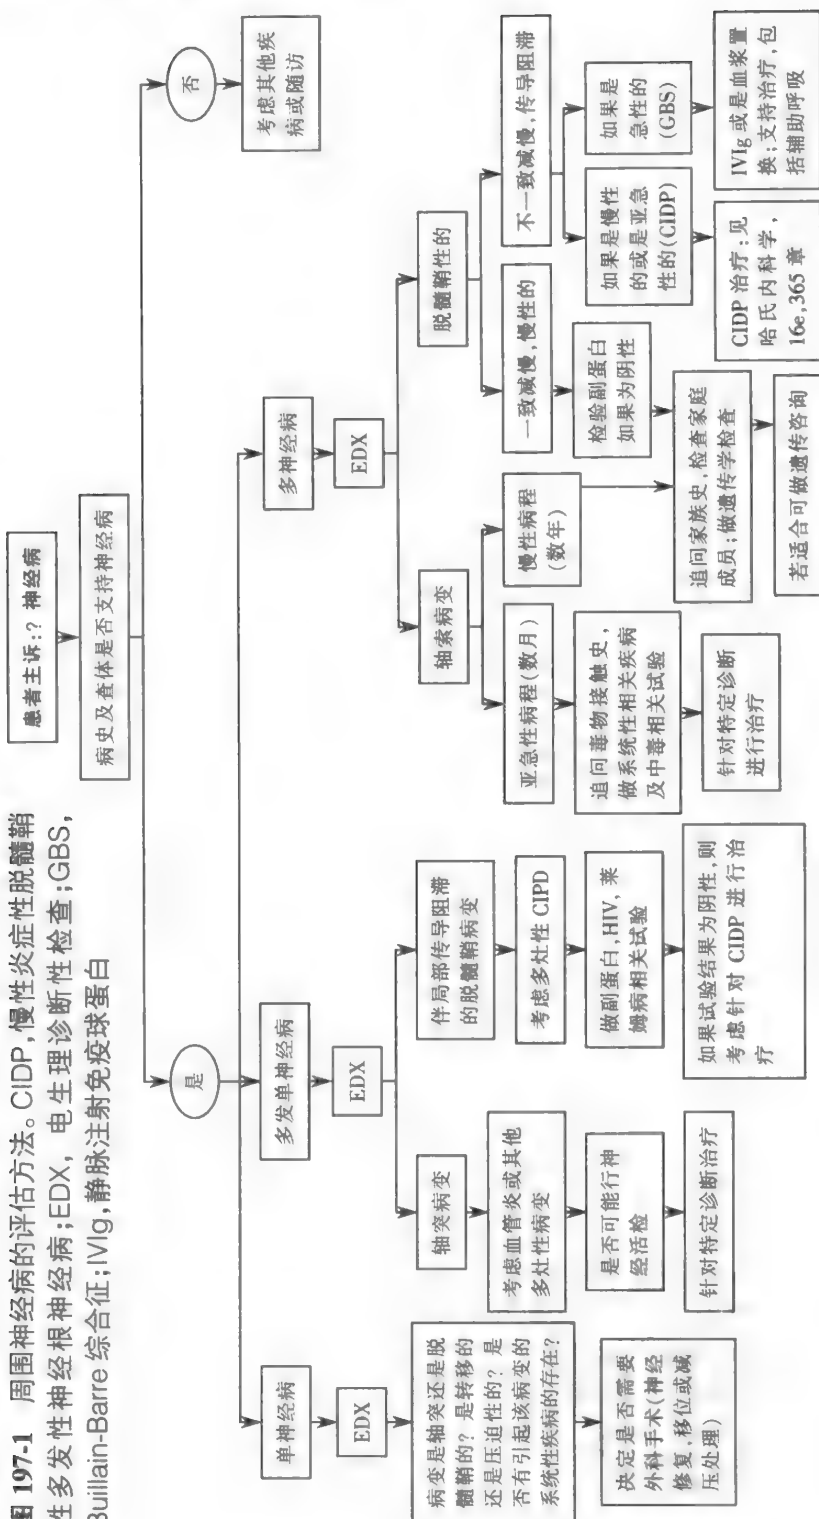 图 197-1 周围神经病的评估方法。CIDP,慢性炎症性脱髓鞘
性多发性神经根神经病;EDX, 电生理诊断性检查;GBS,
Buillain-Barre 综合征;IVIg,静脉注射免疫球蛋白
患者主诉:? 神经病
病史及查体是否支持神经病
是
否
考虑其他疾
病或随访
单神经病
EDX
病变是轴突还是脱
髓鞘的? 是转移的
还是压迫性的? 是
否有引起该病变的
系统性疾病的存在?
决定是否需要
外科手术(神经
修复,移位或减
压处理)
多发单神经病
EDX
轴突病变
考虑血管炎或其他
多灶性病变
是否可能行神
经活检
针对特定诊断治疗
伴局部传导阻滞
的脱髓鞘病变
考虑多灶性 CIPD
做副蛋白,HIV,莱
姆病相关试验
如果试验结果为阴性,则
考虑针对 CIDP 进行治
疗
多神经病
EDX
轴索病变
亚急性病程(数月)
追问毒物接触史,
做系统性相关疾病
及中毒相关试验
针对特定诊断
进行治疗
慢性病程
(数年)
脱髓鞘性的
一致减慢,慢性的
检验副蛋白
如果为阴性
追问家族史,检查家庭
成员;做遗传学检查
若适合可做遗传咨询
不一致减慢,传导阻滞
如果是慢性
的或是亚急
性的(CIDP)
CIDP 治疗:见
哈氏内科学,
16e,365 章
如果是
急性的
(GBS)
IVIg 或是血浆置
换;支持治疗,包
括辅助呼吸